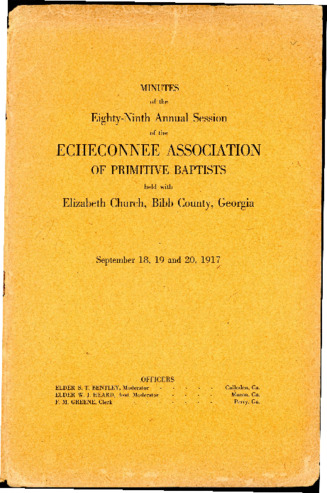 MINUTES
of the
Eighty-Ninth Annual Session
of the
ECHECONNEE ASSOCIATION
OF PRIMITIVE BAPTISTS
held with
Elizabeth Church, Bibb County, Georgia
September 18, 19 and 20, 1917
OFFICERS
ELDER S. T. BENTLEY, Moderator - - - - - Culloden, Ga.
ELDER W. J. HEARD, Moderator - - - - Macon, Ga.
F. M. GREENE, Clerk - - - - Perry, Ga.